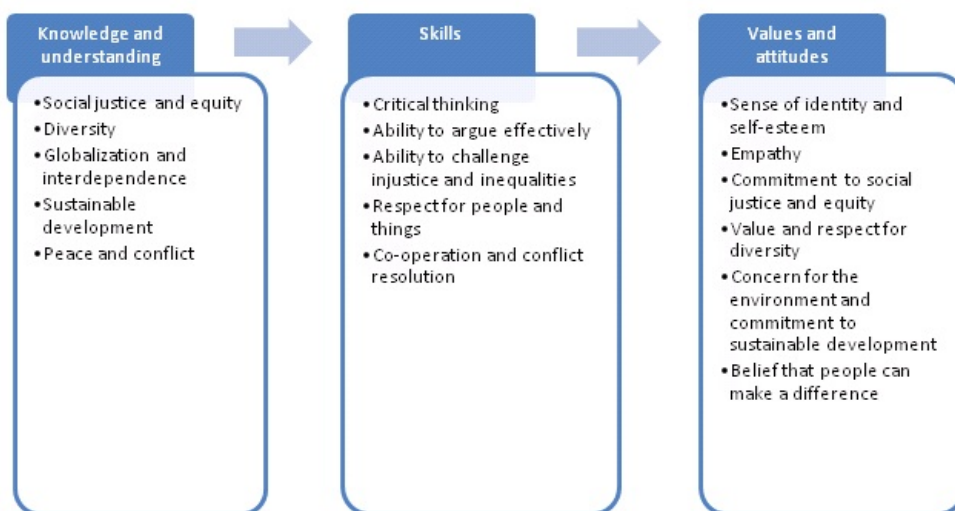 Knowledge and
understanding
•Social justice and equity
•Diversity
•Globalization and
interdependence
•Sustainable
development
•Peace and conflict
Skills
•Critical thinking
•Ability to argue effectively
•Ability to challenge
injustice and inequalities
•Respect for people and
things
•Co-operation and conflict
resolution
Values and
attitudes
•Sense of identity and
self-esteem
•Empathy
•Commitment to social
justice and equity
•Value and respect for
diversity
•Concern for the
environment and
commitment to
sustainable development
•Belief that people can
make a difference